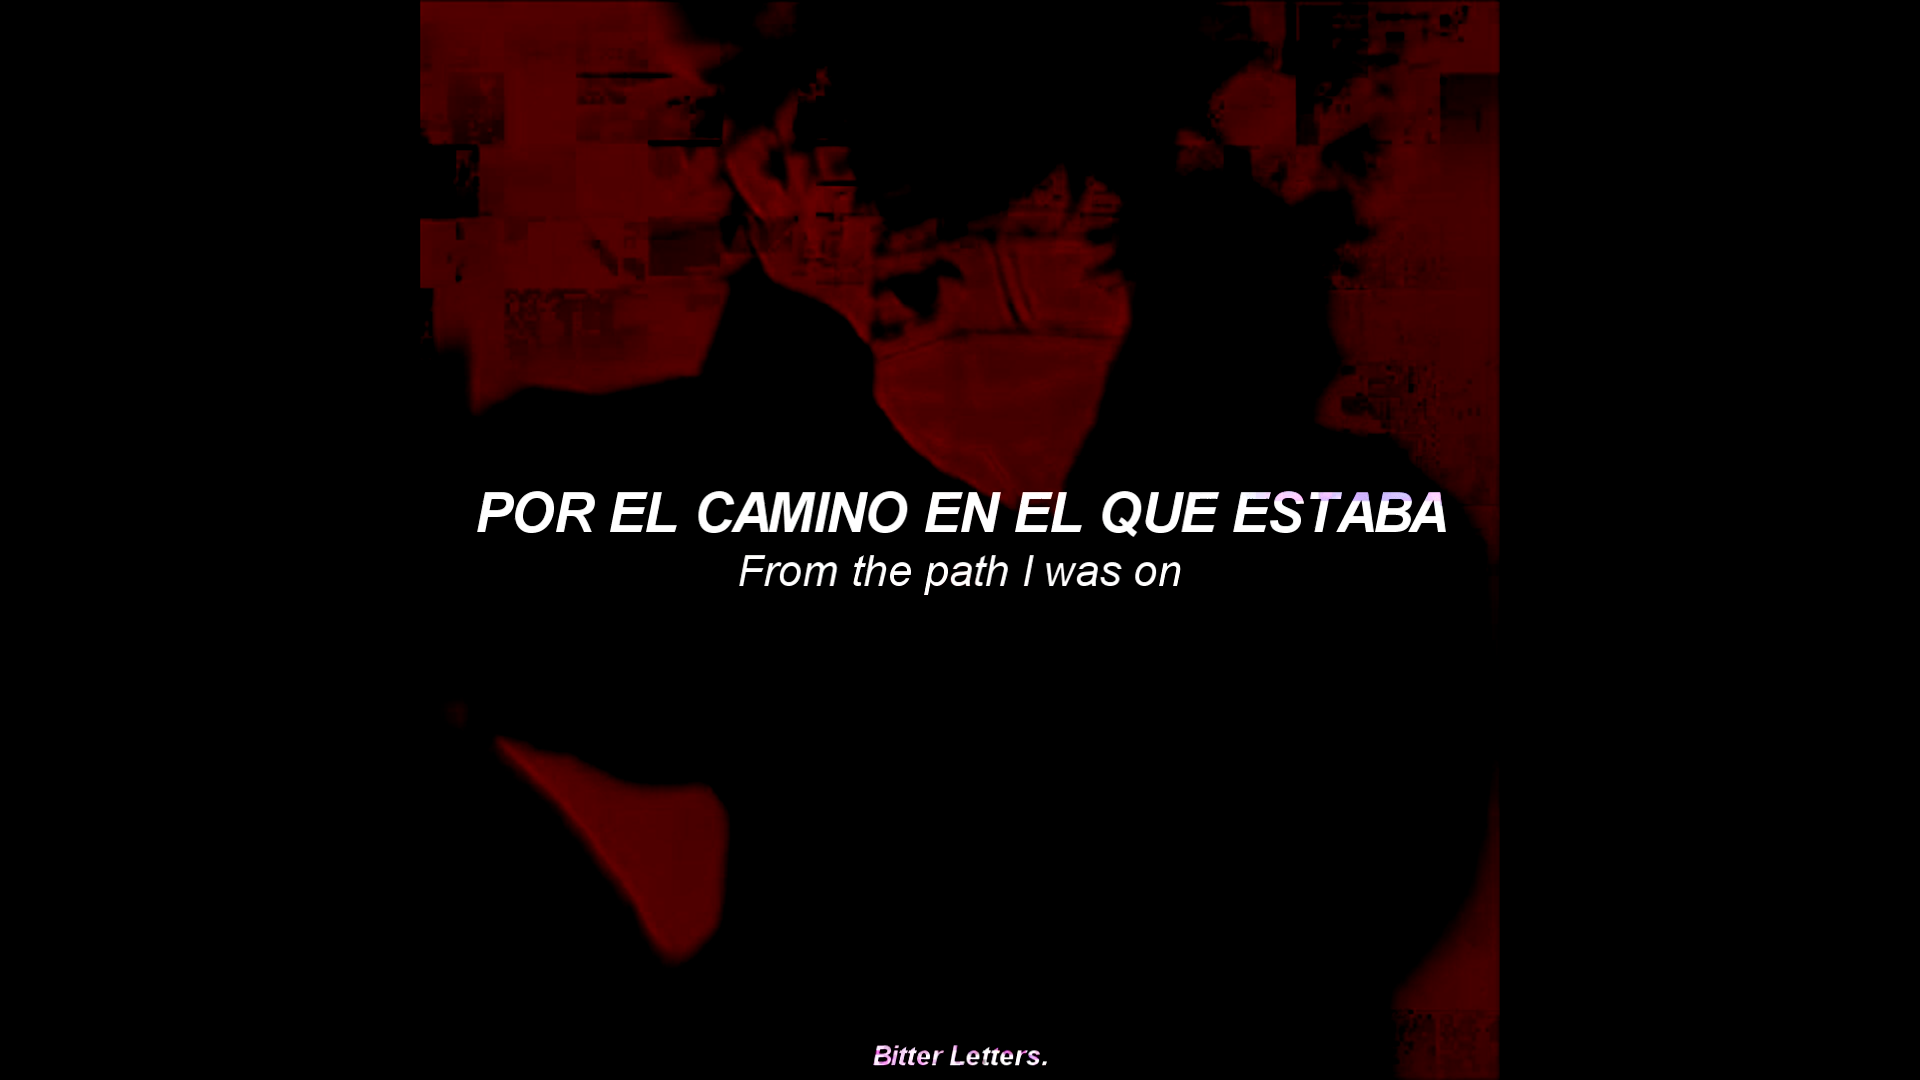 POR EL CAMINO EN EL QUE ESTABA
From the path I was on
Bitter Letters.